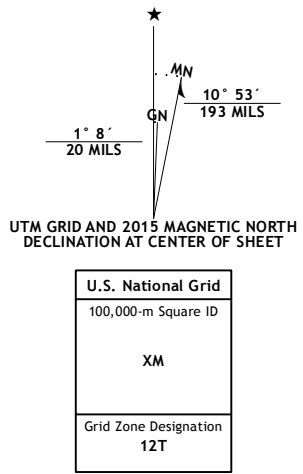 MN
GN
10° 53´
193 MILS
1° 8´
20 MILS
UTM GRID AND 2015 MAGNETIC NORTH
DECLINATION AT CENTER OF SHEET
U.S. National Grid
100,000-m Square ID
XM
Grid Zone Designation
12T